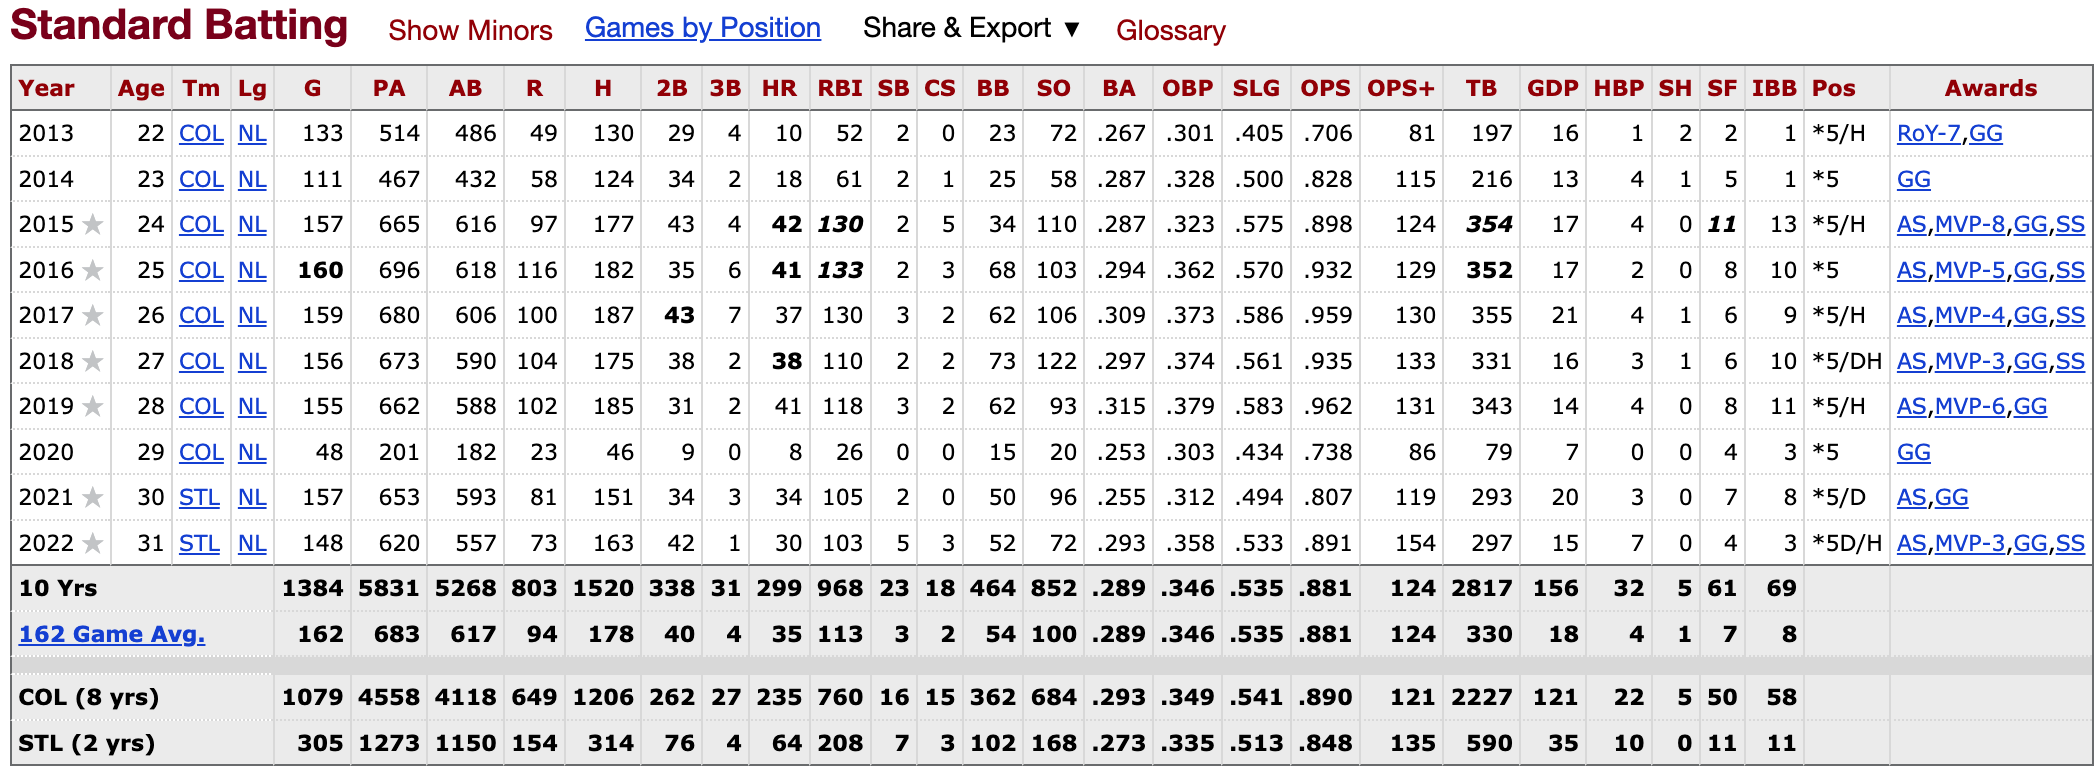 Standard Batting Show Minors Games by Position Share & Export ▼ Glossary
Year Age Tm Lg G PA AB R H 2B 3B HR RBI SB CS BB SO BA OBP SLG OPS OPS+ TB GDP HBP SH SF IBB Pos Awards
2013 22 COL NL 133 514 486 49 130 29 4 10 52 2 0 23 72 .267 .301 .405 .706 81 197 16 1 2 2 1 *5/H RoY-7,GG
2014 23 COL NL 111 467 432 58 124 34 2 18 61 2 1 25 58 .287 .328 .500 .828 115 216 13 4 1 5 1 *5 GG
2015 ★ 24 COL NL 157 665 616 97 177 43 4 42 130 2 5 34 110 .287 .323 .575 .898 124 354 17 4 0 11 13 *5/H AS,MVP-8,GG,SS
2016 ★ 25 COL NL 160 696 618 116 182 35 6 41 133 2 3 68 103 .294 .362 .570 .932 129 352 17 2 0 8 10 *5 AS,MVP-5,GG,SS
2017 ★ 26 COL NL 159 680 606 100 187 43 7 37 130 3 2 62 106 .309 .373 .586 .959 130 355 21 4 1 6 9 *5/H AS,MVP-4,GG,SS
2018 ★ 27 COL NL 156 673 590 104 175 38 2 38 110 2 2 73 122 .297 .374 .561 .935 133 331 16 3 1 6 10 *5/DH AS,MVP-3,GG,SS
2019 ★ 28 COL NL 155 662 588 102 185 31 2 41 118 3 2 62 93 .315 .379 .583 .962 131 343 14 4 0 8 11 *5/H AS,MVP-6,GG
2020 29 COL NL 48 201 182 23 46 9 0 8 26 0 0 15 20 .253 .303 .434 .738 86 79 7 0 0 4 3 *5 GG
2021 ★ 30 STL NL 157 653 593 81 151 34 3 34 105 2 0 50 96 .255 .312 .494 .807 119 293 20 3 0 7 8 *5/D AS,GG
2022 ★ 31 STL NL 148 620 557 73 163 42 1 30 103 5 3 52 72 .293 .358 .533 .891 154 297 15 7 0 4 3 *5D/H AS,MVP-3,GG,SS
10 Yrs 1384 5831 5268 803 1520 338 31 299 968 23 18 464 852 .289 .346 .535 .881 124 2817 156 32 5 61 69
162 Game Avg. 162 683 617 94 178 40 4 35 113 3 2 54 100 .289 .346 .535 .881 124 330 18 4 1 7 8
COL (8 yrs) 1079 4558 4118 649 1206 262 27 235 760 16 15 362 684 .293 .349 .541 .890 121 2227 121 22 5 50 58
STL (2 yrs) 305 1273 1150 154 314 76 4 64 208 7 3 102 168 .273 .335 .513 .848 135 590 35 10 0 11 11